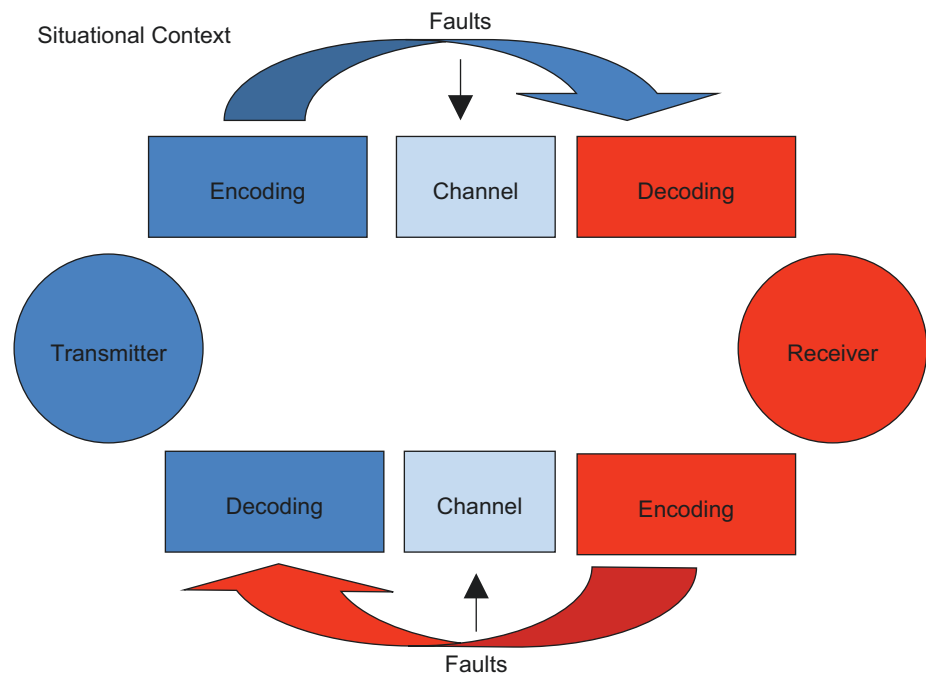 Faults
Situational Context
Encoding
Channel
Decoding
Transmitter
Receiver
Decoding
Channel
Encoding
Faults